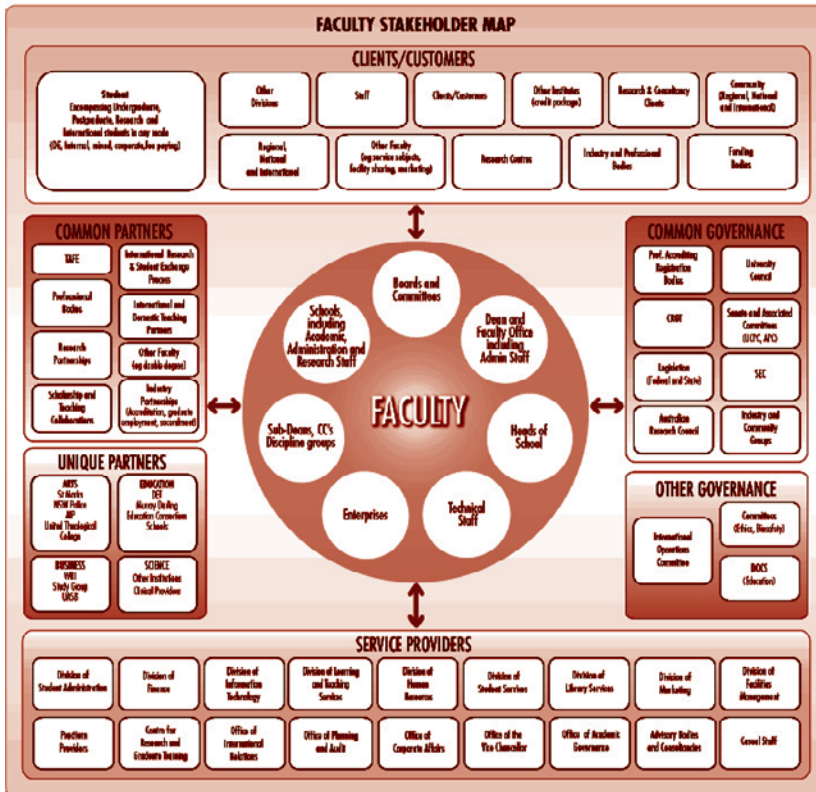 FACULTY STAKEHOLDER MAP
CLIENTS/CUSTOMERS
Student
Encompassing Undergraduate,
Postgraduate, Research and
International students in any mode
(DE, Internal, mixed, corporate, fee paying)
Other
Divisions
Staff
Clients/Customers
Other Institutes
(credit package)
Research & Consultancy
Clients
Community
(Regional, National
and International)
Regional,
National
and International
Other Faculty
(eg service subjects,
facility sharing, marketing)
Research Centres
Industry and Professional
Bodies
Funding
Bodies
COMMON PARTNERS
TAFE
International Research
& Student Exchange
Process
Professional
Bodies
International and
Domestic Teaching
Partners
Research
Partnerships
Other Faculty
(eg double degree)
Scholarship and
Teaching
Collaborations
Industry
Partnerships
(Accreditation, graduate
employment, secondment)
UNIQUE PARTNERS
ARTS
St Marks
NSW Police
United Theological
College
EDUCATION
DET
Murray Darling
Education Consortium
Schools
BUSINESS
Study Group
SCIENCE
Other Institutions
Clinical Providers
FACULTY
Boards and
Committees
Dean and
Faculty Office
including
Admin Staff
Heads of
School
Technical
Staff
Enterprises
Sub-Deans, CC's
Discipline groups
Schools,
including
Academic,
Administration and
Research Staff
COMMON GOVERNANCE
Prof. Accrediting
Registration
Bodies
University
Council
Senate and Associated
Committees
(UCPC, APC)
Legislation
(Federal and State)
SEC
Australian
Research Council
Industry and
Community
Groups
OTHER GOVERNANCE
International
Operations
Committee
Committees
(Ethics, Biosafety)
DOCS
(Education)
SERVICE PROVIDERS
Division of
Student Administration
Division of
Finance
Division of
Information
Technology
Division of Learning
and Teaching
Services
Division of
Human
Resources
Division of
Student Services
Division of
Library Services
Division of
Marketing
Division of
Facilities
Management
Practicum
Providers
Centre for
Research and
Graduate Training
Office of
International
Relations
Office of Planning
and Audit
Office of
Corporate Affairs
Office of the
Vice Chancellor
Office of Academic
Governance
Advisory Bodies
and Consultancies
Casual Staff